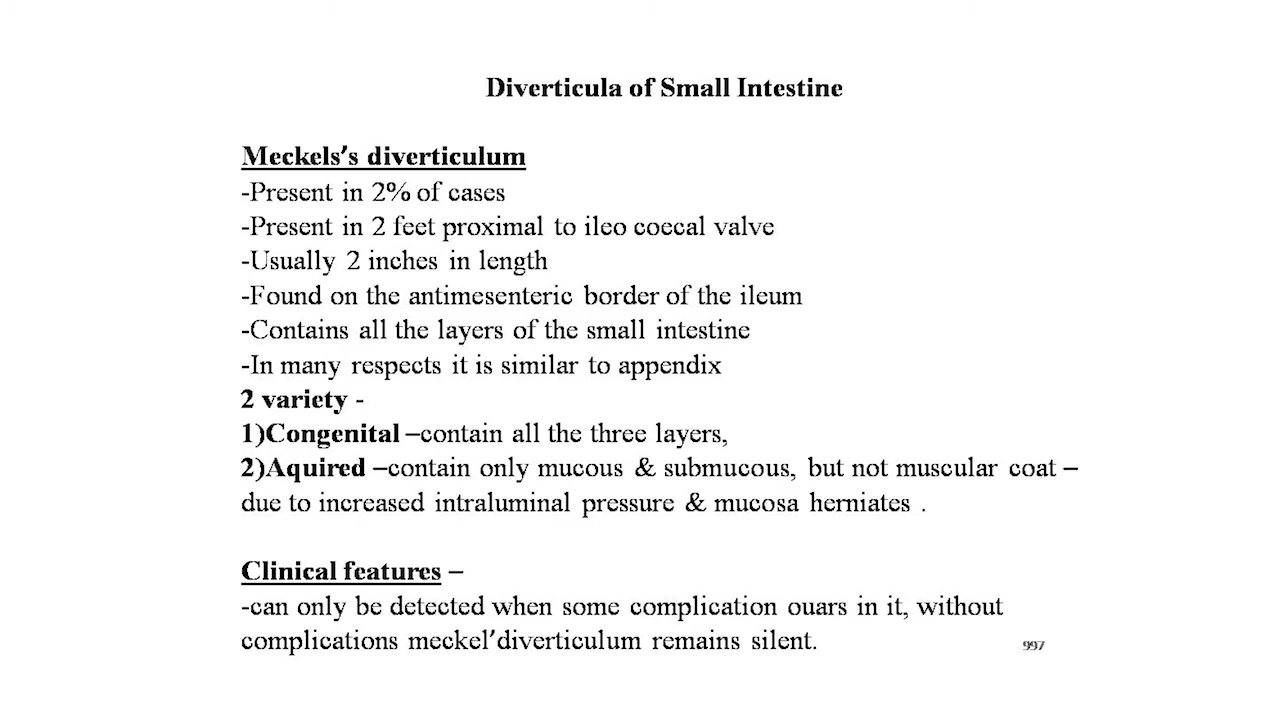 Diverticula of Small Intestine
Meckels's diverticulum
-Present in 2% of cases
-Present in 2 feet proximal to ileo coecal valve
-Usually 2 inches in length
-Found on the antimesenteric border of the ileum
-Contains all the layers of the small intestine
-In many respects it is similar to appendix
2 variety -
1)Congenital –contain all the three layers,
2)Aquired –contain only mucous & submucous, but not muscular coat –
due to increased intraluminal pressure & mucosa herniates .
Clinical features –
-can only be detected when some complication ouars in it, without
complications meckel'diverticulum remains silent.
997